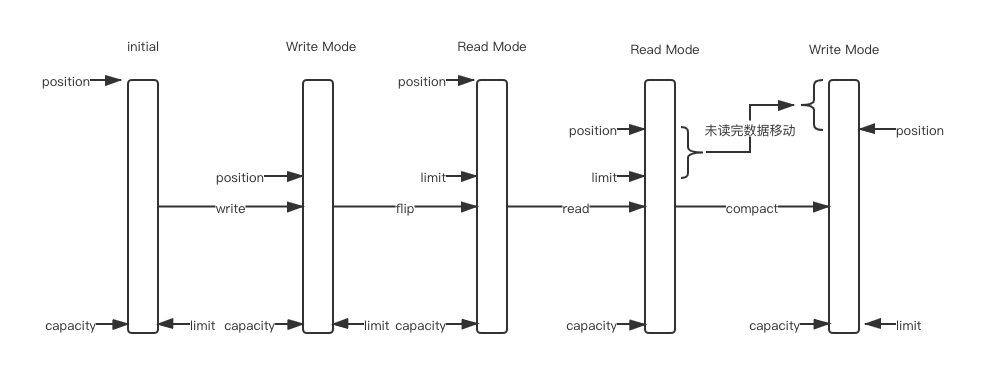 initial
Write Mode
Read Mode
Read Mode
Write Mode
position
position
position
未读完数据移动
position
position
limit
limit
write
flip
read
compact
capacity
limit
capacity
limit
capacity
capacity
capacity
limit